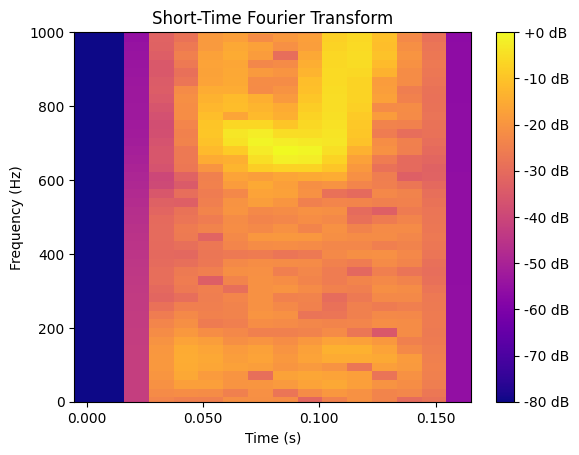 Short-Time Fourier Transform
1000
800
600
400
200
0
Frequency (Hz)
0.000
0.050
0.100
0.150
Time (s)
+0 dB
-10 dB
-20 dB
-30 dB
-40 dB
-50 dB
-60 dB
-70 dB
-80 dB